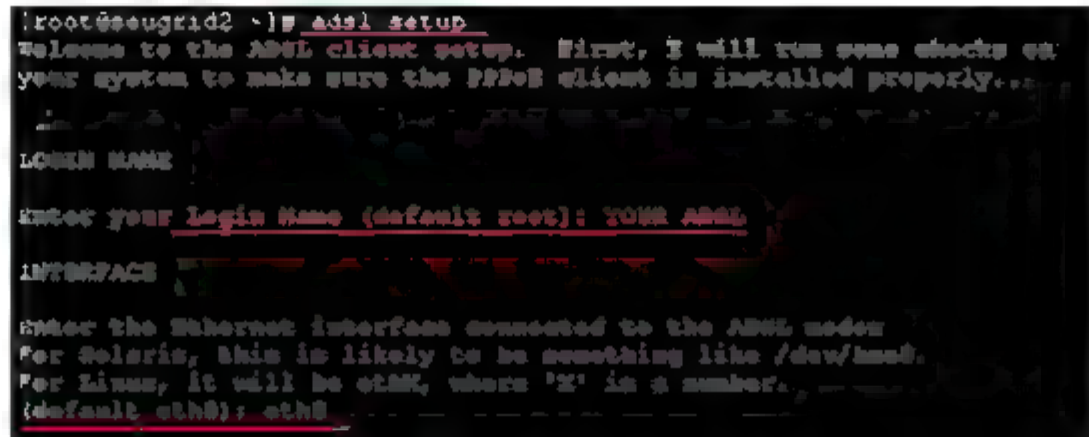 [root@seugrid2 ~]# adsl setup
Welcome to the ADSL client setup. First, I will run some checks on
your system to make sure the PPPoE client is installed properly...
LOGIN NAME
Enter your Login Name (default root): YOUR ADSL
INTERFACE
Enter the Ethernet interface connected to the ADSL modem
For Solaris, this is likely to be something like /dev/hme0.
For Linux, it will be ethX, where 'X' is a number.
(default eth0): eth0